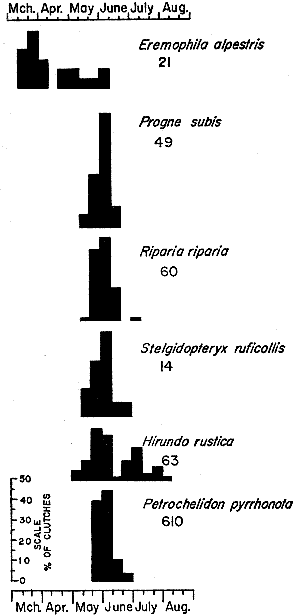 Mch. Apr. May June July Aug.
Eremophila alpestris
21
Progne subis
49
Riparia riparia
60
Stelgidopteryx ruficollis
14
Hirundo rustica
63
Petrochelidon pyrrhonota
610
50
40
30
20
10
0
SCALE
% OF CLUTCHES
Mch. Apr. May June July Aug.